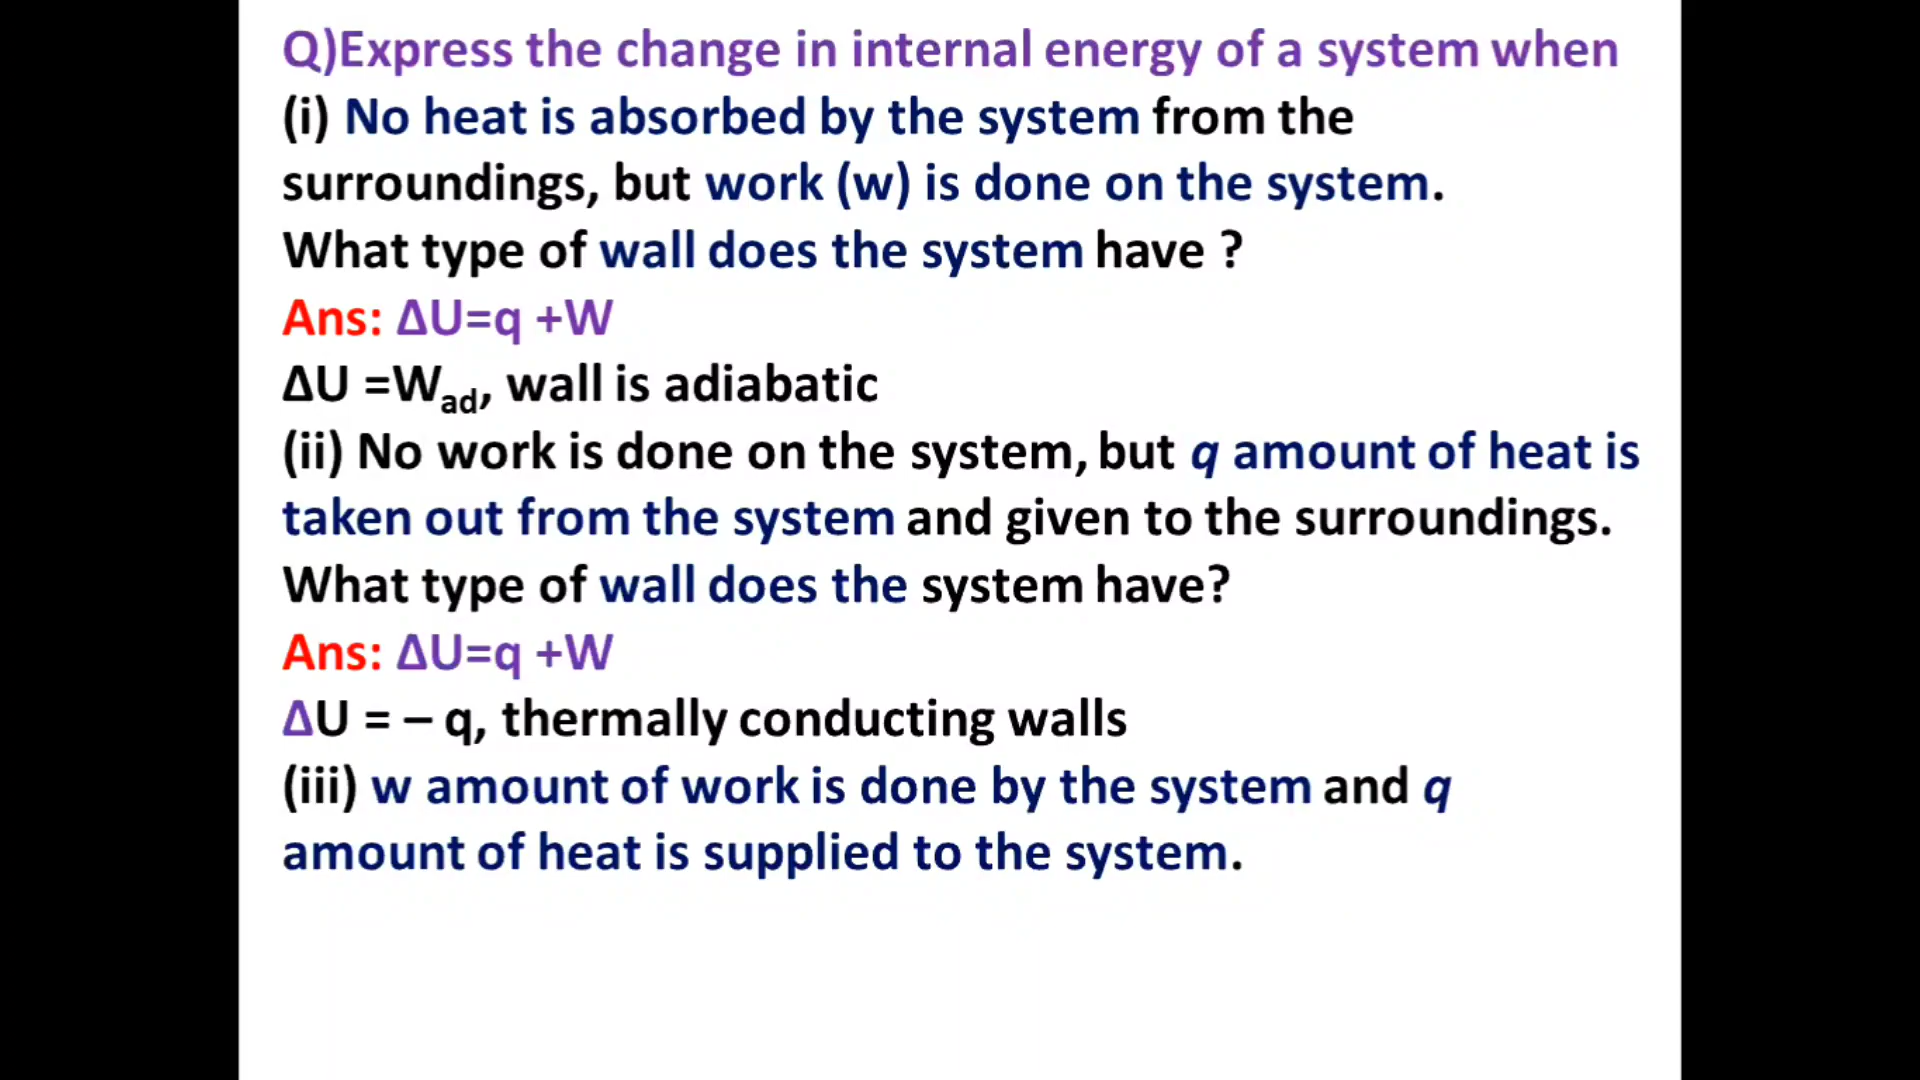 Q)Express the change in internal energy of a system when
(i) No heat is absorbed by the system from the
surroundings, but work (w) is done on the system.
What type of wall does the system have ?
Ans: ΔU=q +W
ΔU =Wad, wall is adiabatic
(ii) No work is done on the system, but q amount of heat is
taken out from the system and given to the surroundings.
What type of wall does the system have?
Ans: ΔU=q +W
ΔU = – q, thermally conducting walls
(iii) w amount of work is done by the system and q
amount of heat is supplied to the system.